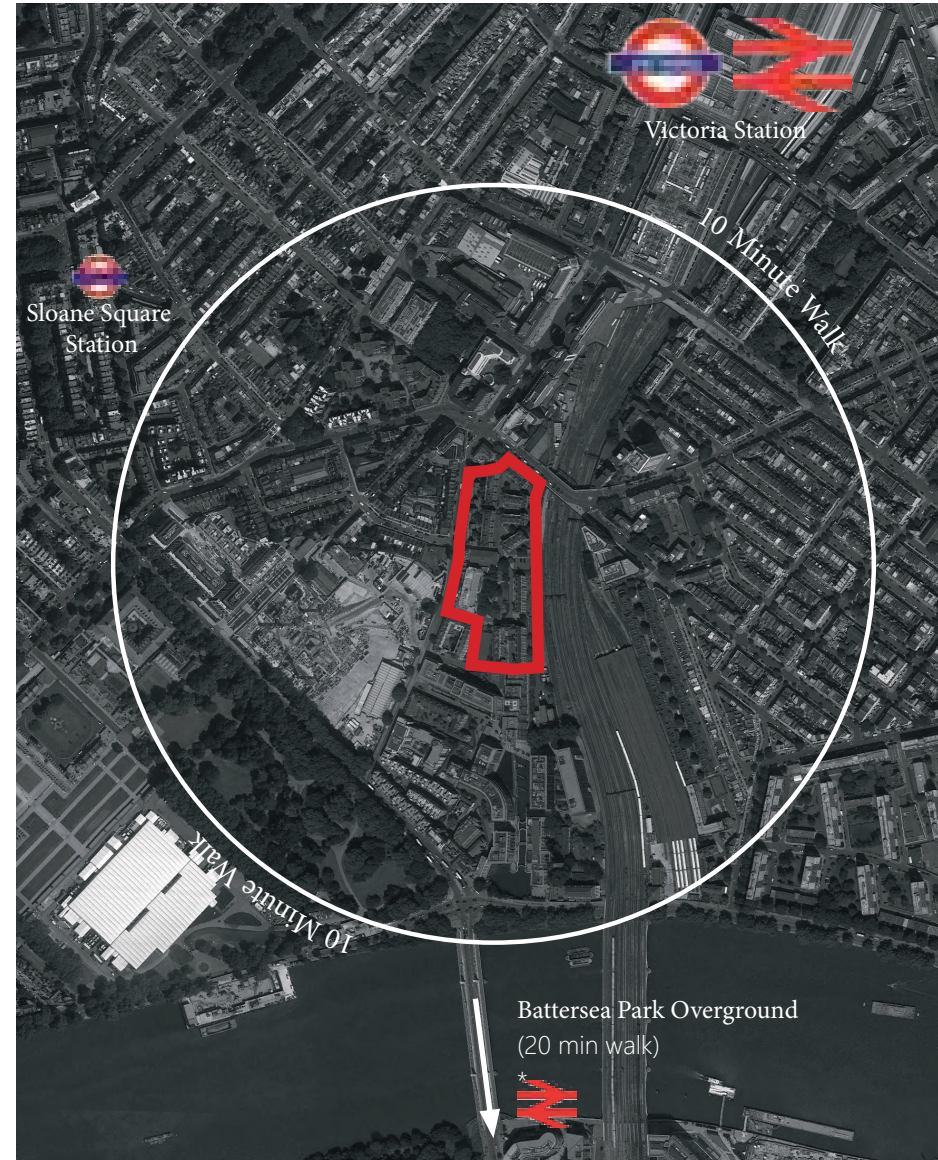 Victoria Station
10 Minute Walk
Sloane Square
Station
10 Minute Walk
Battersea Park Overground
(20 min walk)
*